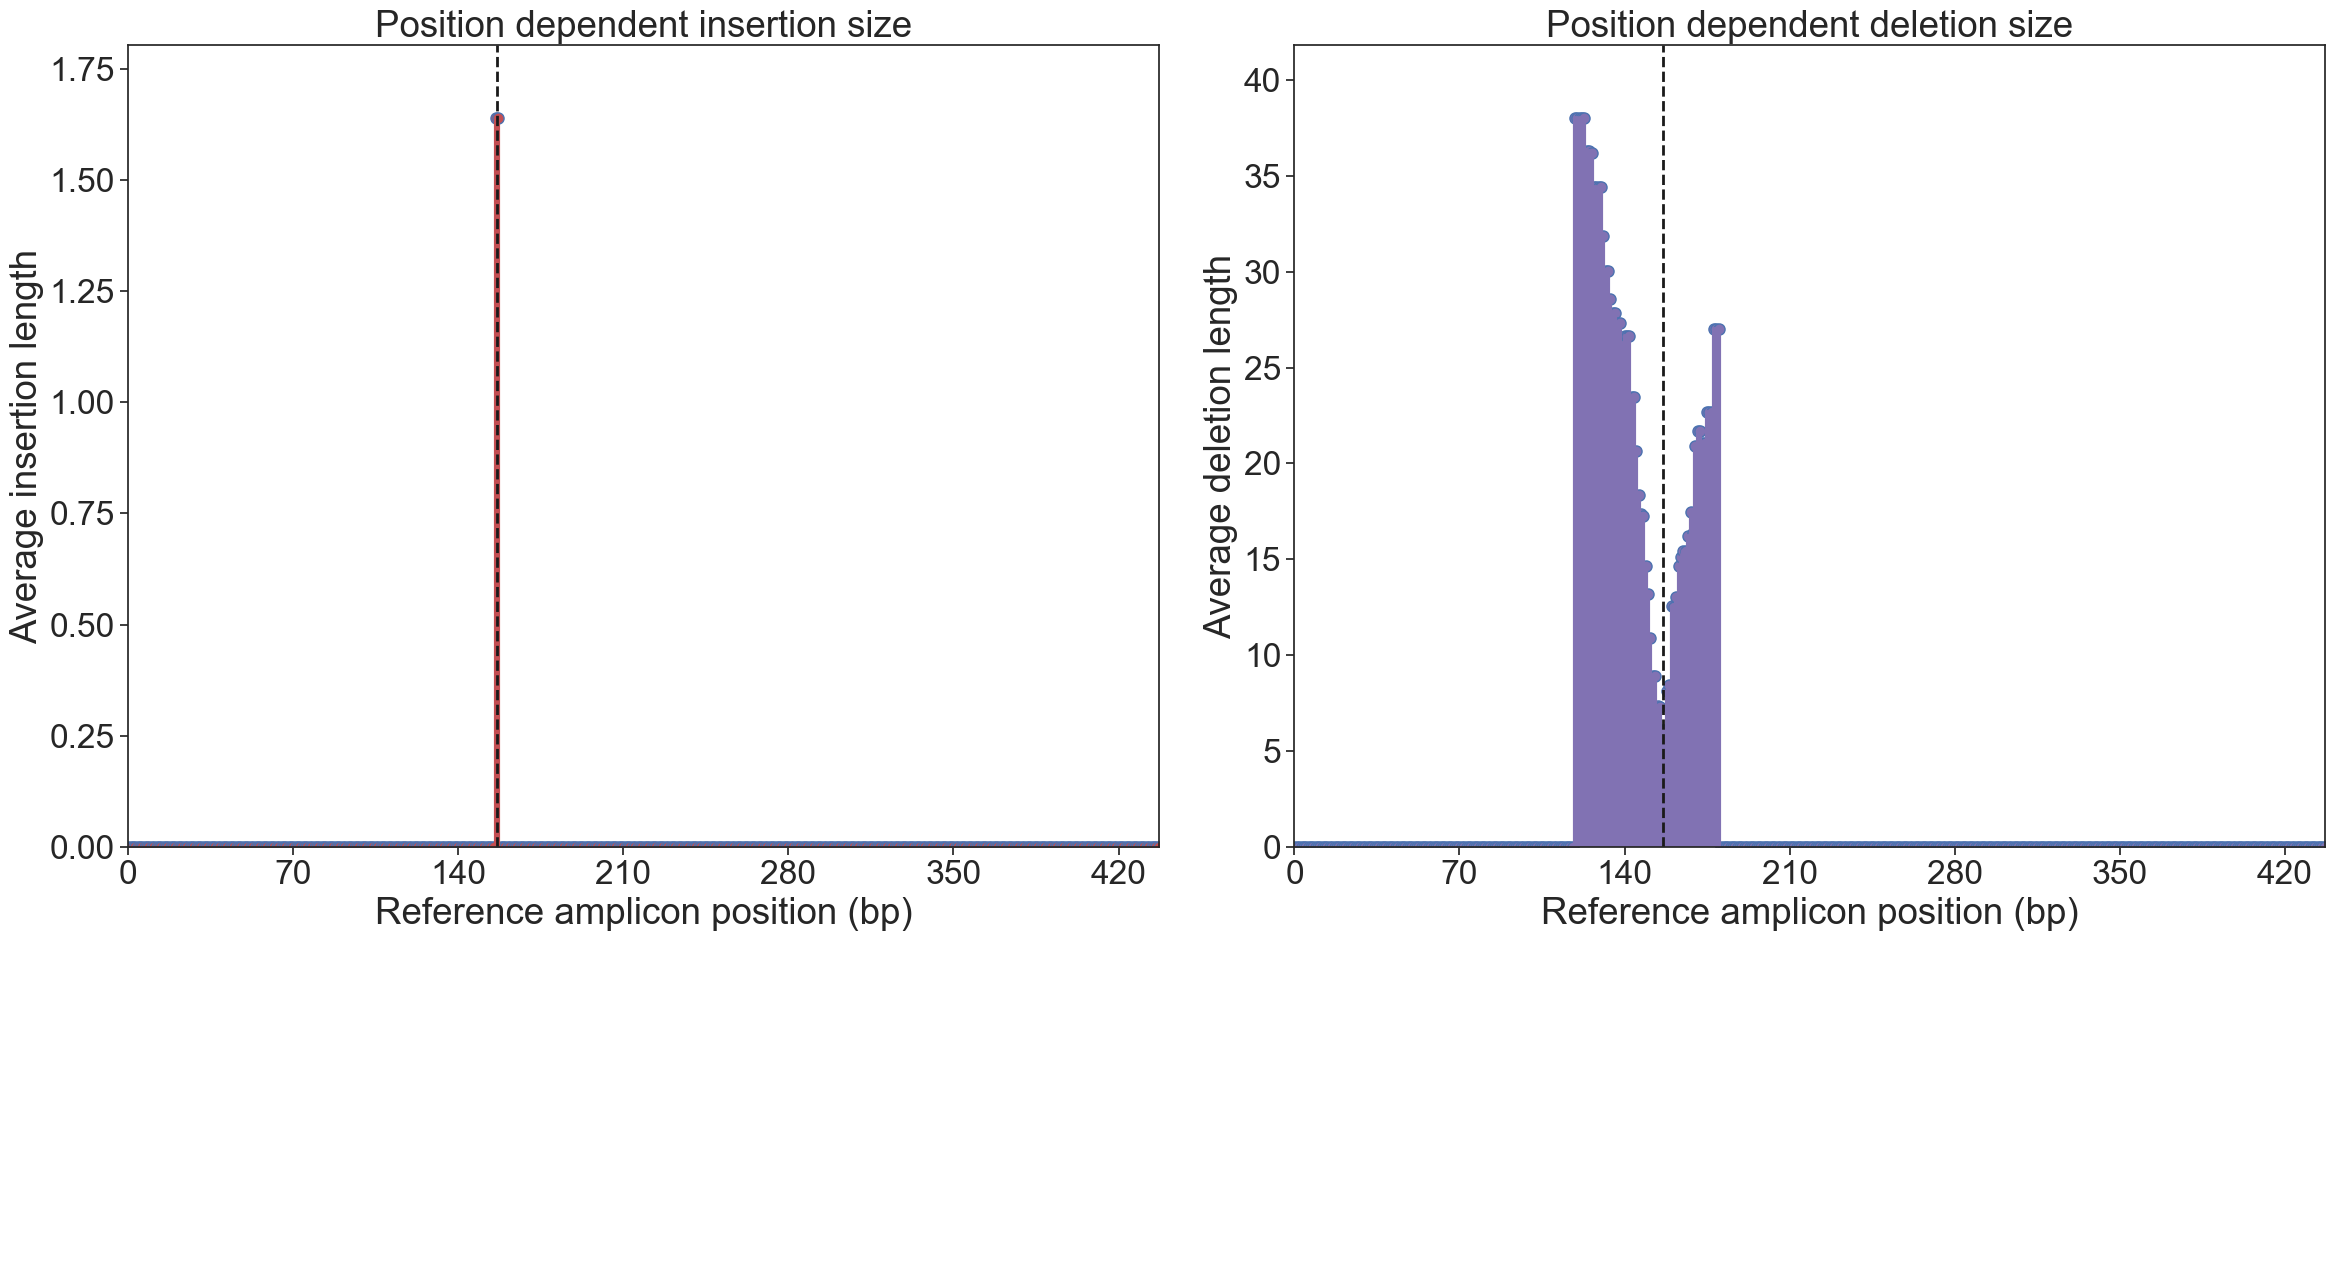 Position dependent insertion size
Average insertion length
1.75
1.50
1.25
1.00
0.75
0.50
0.25
0.00
0 70 140 210 280 350 420
Reference amplicon position (bp)
Position dependent deletion size
Average deletion length
40
35
30
25
20
15
10
5
0
0 70 140 210 280 350 420
Reference amplicon position (bp)